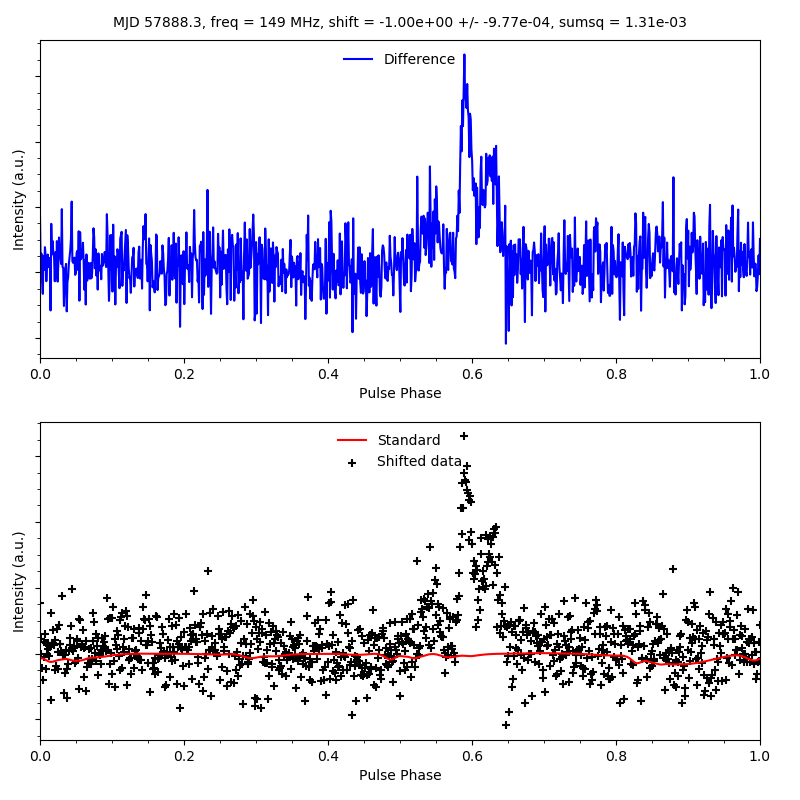 MJD 57888.3, freq = 149 MHz, shift = -1.00e+00 +/- -9.77e-04, sumsq = 1.31e-03
Difference
Intensity (a.u.)
0.0 0.2 0.4 0.6 0.8 1.0
Pulse Phase
Standard
Shifted data
Intensity (a.u.)
0.0 0.2 0.4 0.6 0.8 1.0
Pulse Phase